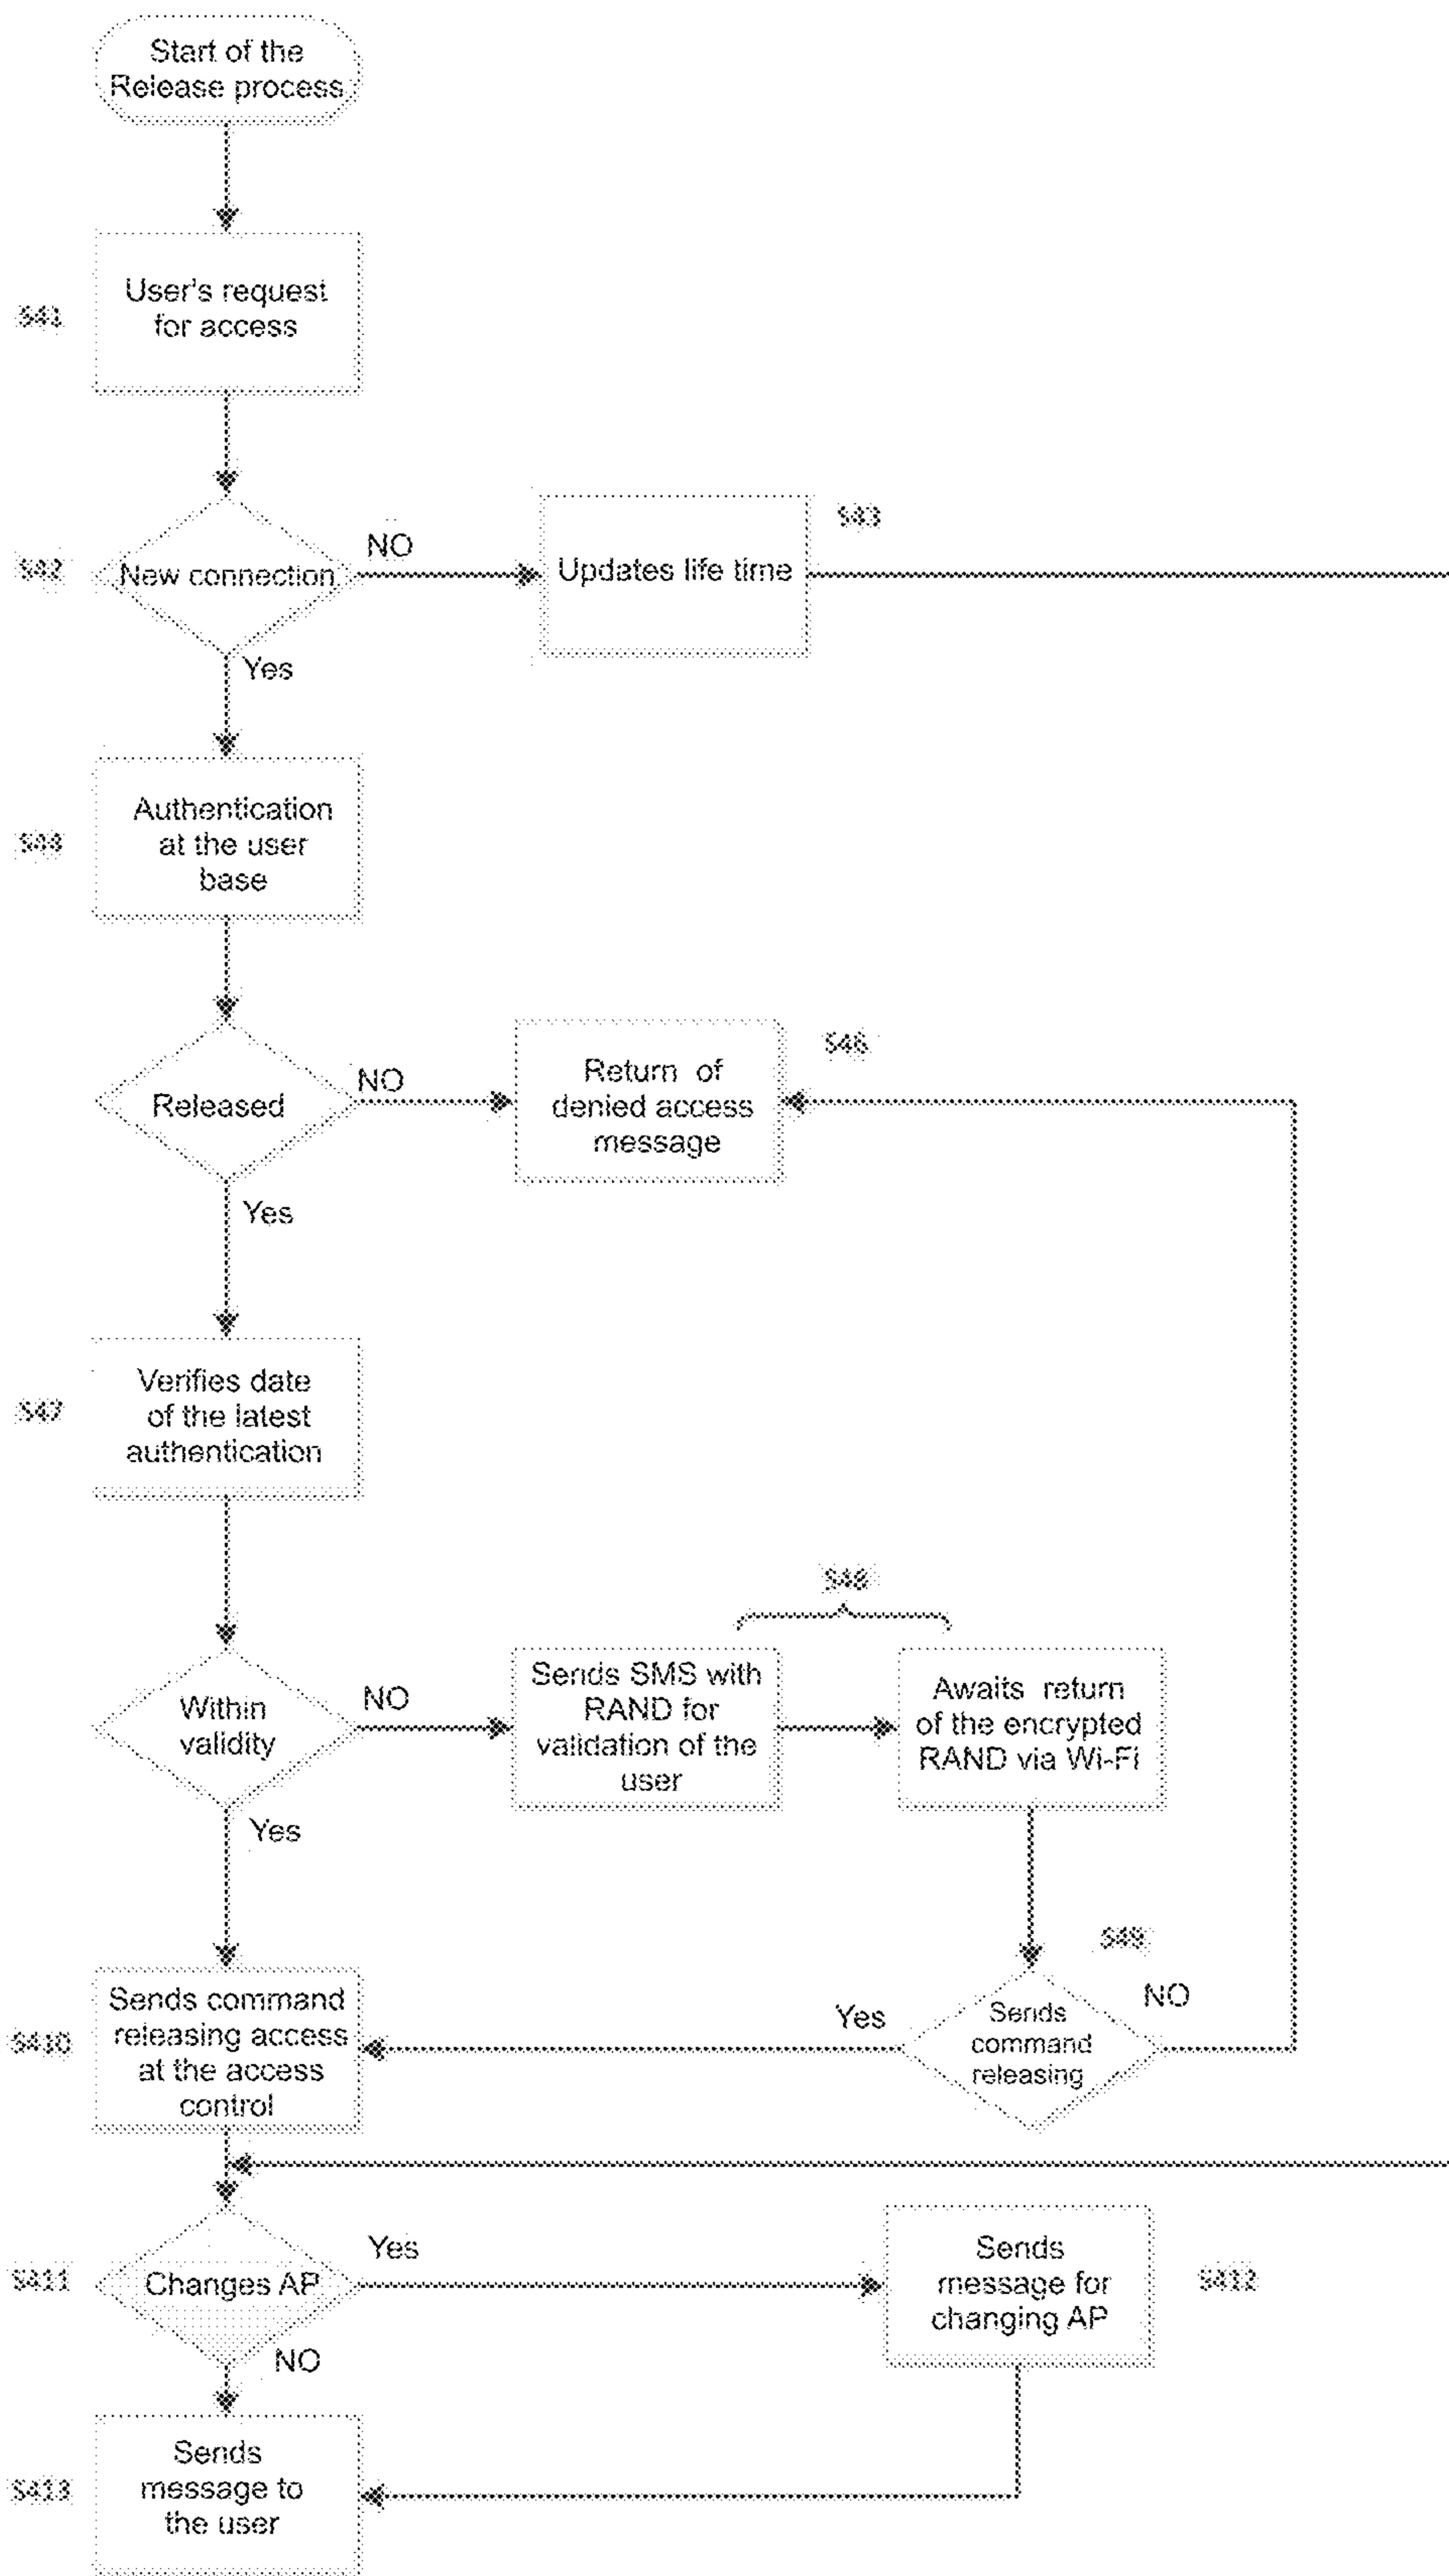 Start of the
Release process
User's request
for access
S41
New connection
S42
NO
Updates life time
S43
Yes
Authentication
at the user
base
S44
Released
NO
Return of
denied access
message
S46
Yes
Verifies date
of the latest
authentication
S47
Within
validity
NO
S48
Sends SMS with
RAND for
validation of the
user
Awaits return
of the encrypted
RAND via Wi-Fi
Yes
S49
Sends
command
releasing
NO
Yes
Sends command
releasing access
at the access
control
S410
S411
Changes AP
Yes
Sends
message for
changing AP
S412
NO
Sends
message to
the user
S413